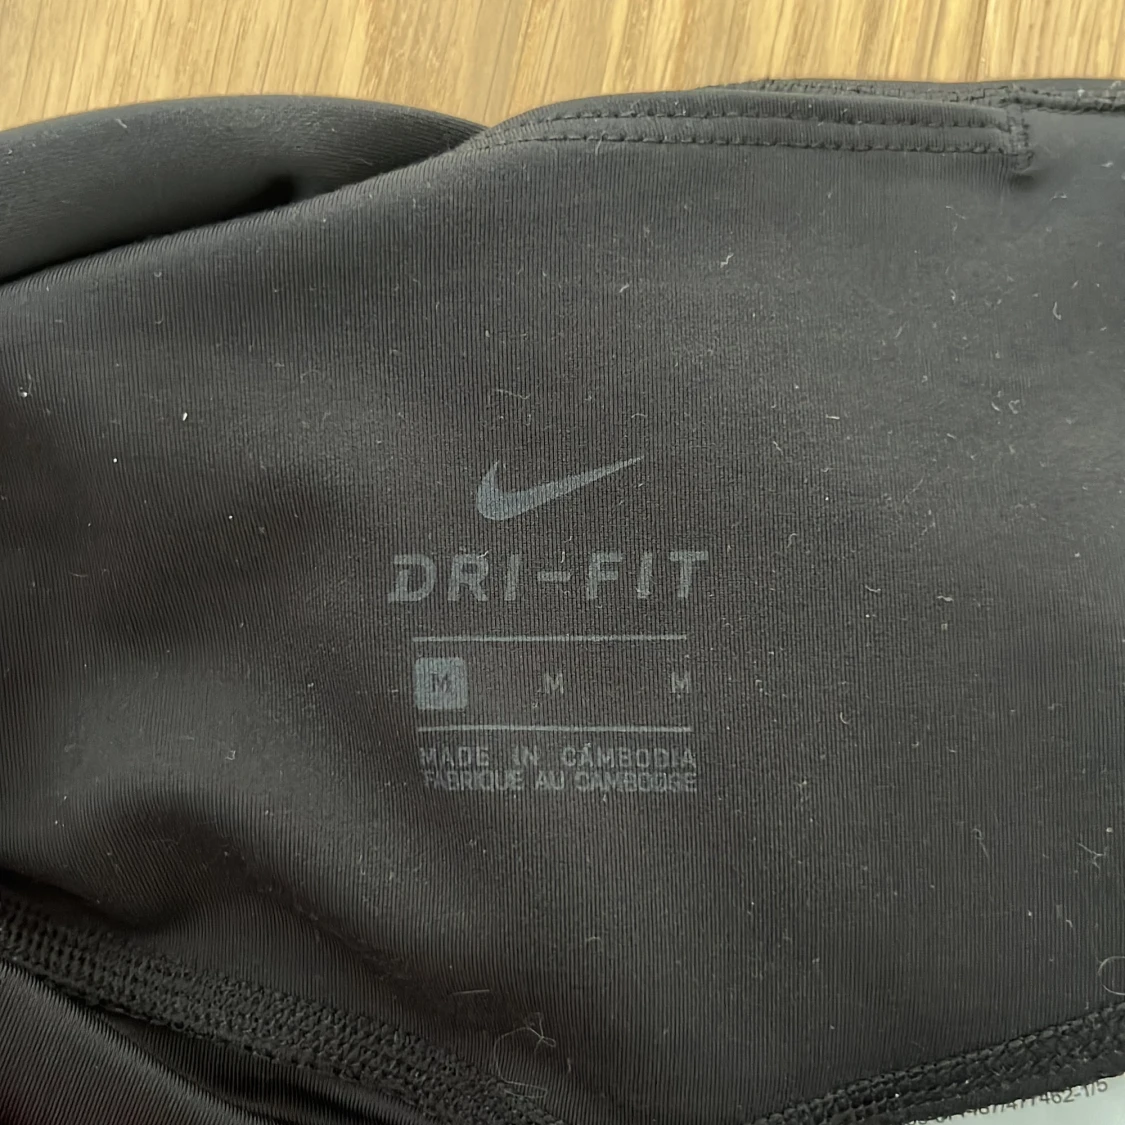 DRI-FIT
M M M
MADE IN CAMBODIA
FABRIQUE AU CAMBODGE